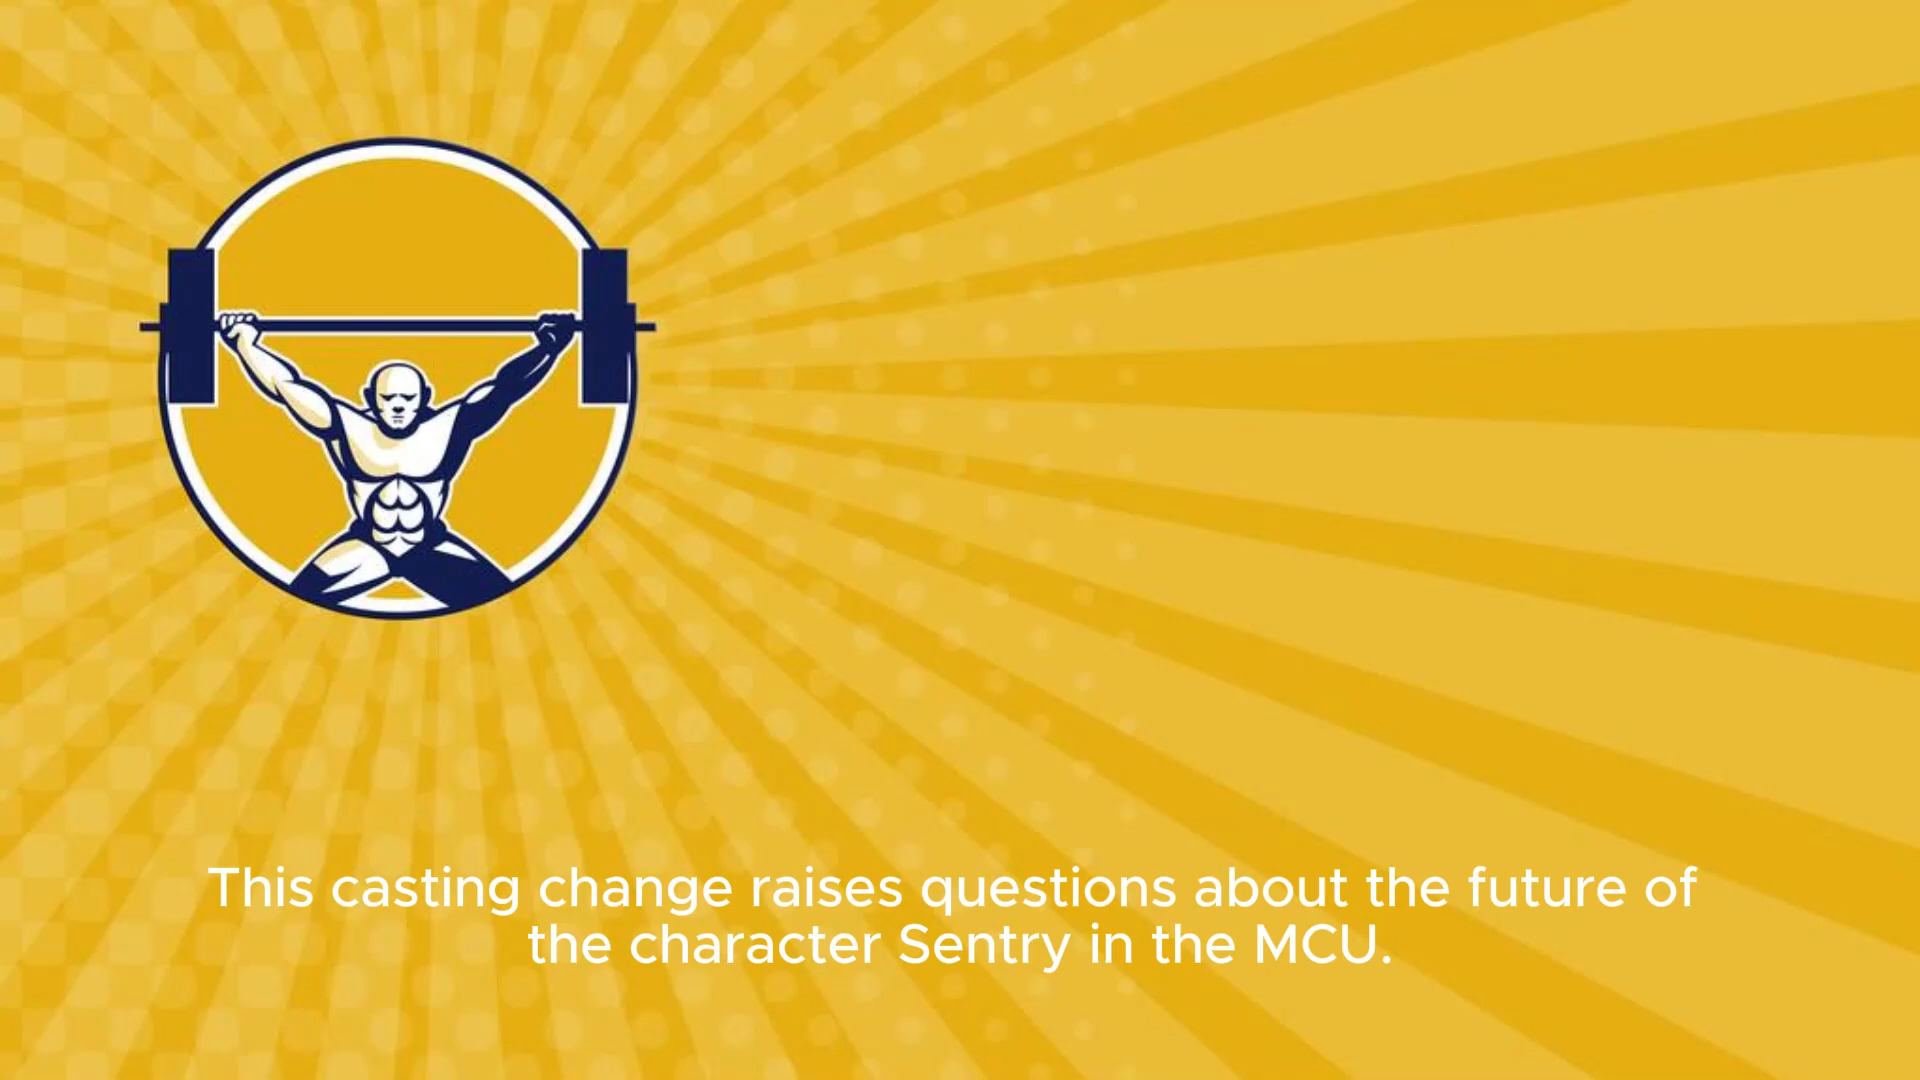 This casting change raises questions about the future of
the character Sentry in the MCU.